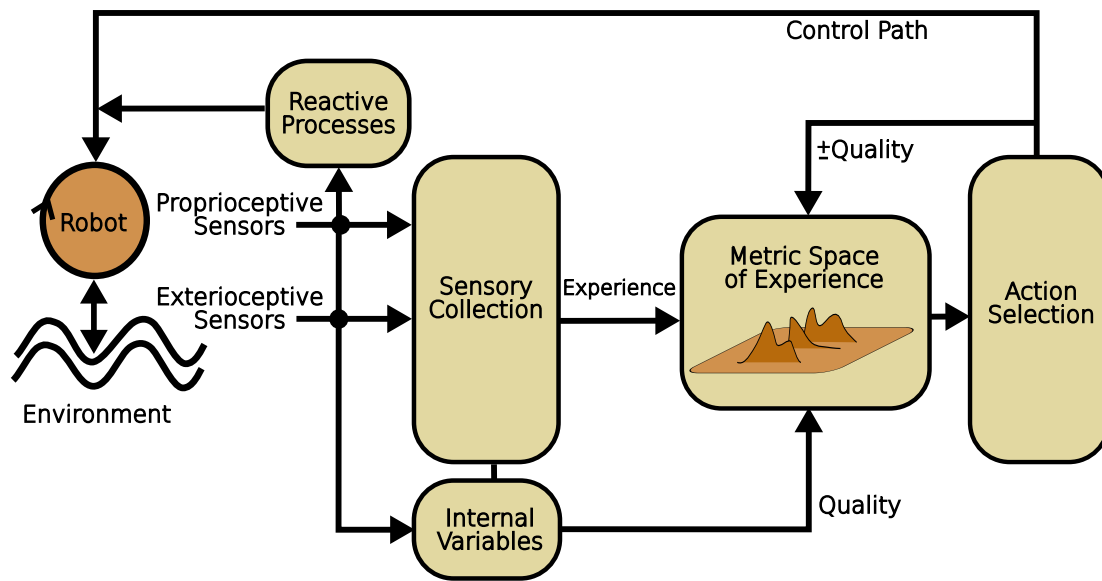 Control Path
Reactive
Processes
±Quality
Proprioceptive
Sensors
Robot
Metric Space
of Experience
Exterioceptive
Sensors
Sensory
Collection
Experience
Action
Selection
Environment
Internal
Variables
Quality